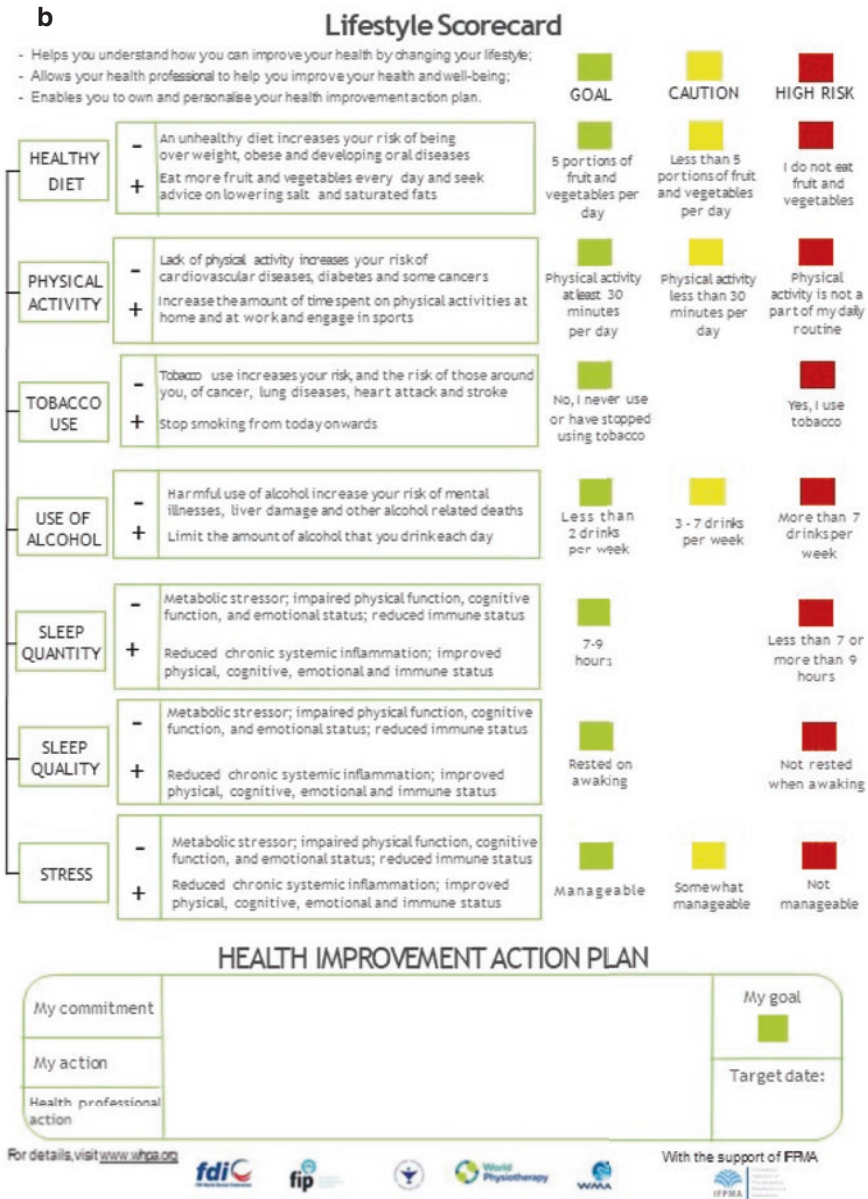 b
Lifestyle Scorecard
- Helps you understand how you can improve your health by changing your lifestyle;
- Allows your health professional to help you improve your health and well-being;
- Enables you to own and personalise your health improvement action plan.
GOAL
CAUTION
HIGH RISK
HEALTHY
DIET
-
An unhealthy diet increases your risk of being
overweight, obese and developing oral diseases
+
Eat more fruit and vegetables every day and seek
advice on lowering salt and saturated fats
5 portions of
fruit and
vegetables per
day
Less than 5
portions of fruit
and vegetables
per day
I do not eat
fruit and
vegetables
PHYSICAL
ACTIVITY
-
Lack of physical activity increases your risk of
cardiovascular diseases, diabetes and some cancers
+
Increase the amount of time spent on physical activities at
home and at work and engage in sports
Physical activity
at least 30
minutes
per day
Physical activity
less than 30
minutes per
day
Physical
activity is not a
part of my daily
routine
TOBACCO
USE
-
Tobacco use increases your risk, and the risk of those around
you, of cancer, lung diseases, heart attack and stroke
+
Stop smoking from today onwards
No, I never use
or have stopped
using tobacco
Yes, I use
tobacco
USE OF
ALCOHOL
-
Harmful use of alcohol increase your risk of mental
illnesses, liver damage and other alcohol related deaths
+
Limit the amount of alcohol that you drink each day
Less than
2 drinks
per week
3 - 7 drinks
per week
More than 7
drinks per
week
SLEEP
QUANTITY
-
Metabolic stressor; impaired physical function, cognitive
function, and emotional status; reduced immune status
+
Reduced chronic systemic inflammation; improved
physical, cognitive, emotional and immune status
7-9
hours
Less than 7 or
more than 9
hours
SLEEP
QUALITY
-
Metabolic stressor; impaired physical function, cognitive
function, and emotional status; reduced immune status
+
Reduced chronic systemic inflammation; improved
physical, cognitive, emotional and immune status
Rested on
awaking
Not rested
when awaking
STRESS
-
Metabolic stressor; impaired physical function, cognitive
function, and emotional status; reduced immune status
+
Reduced chronic systemic inflammation; improved
physical, cognitive, emotional and immune status
Manageable
Somewhat
manageable
Not
manageable
HEALTH IMPROVEMENT ACTION PLAN
My commitment
My action
Health professional
action
My goal
Target date:
For details, visit www.whpa.org
With the support of IFPMA
fdi
fip
World
Physiotherapy
WMA
IFPMA